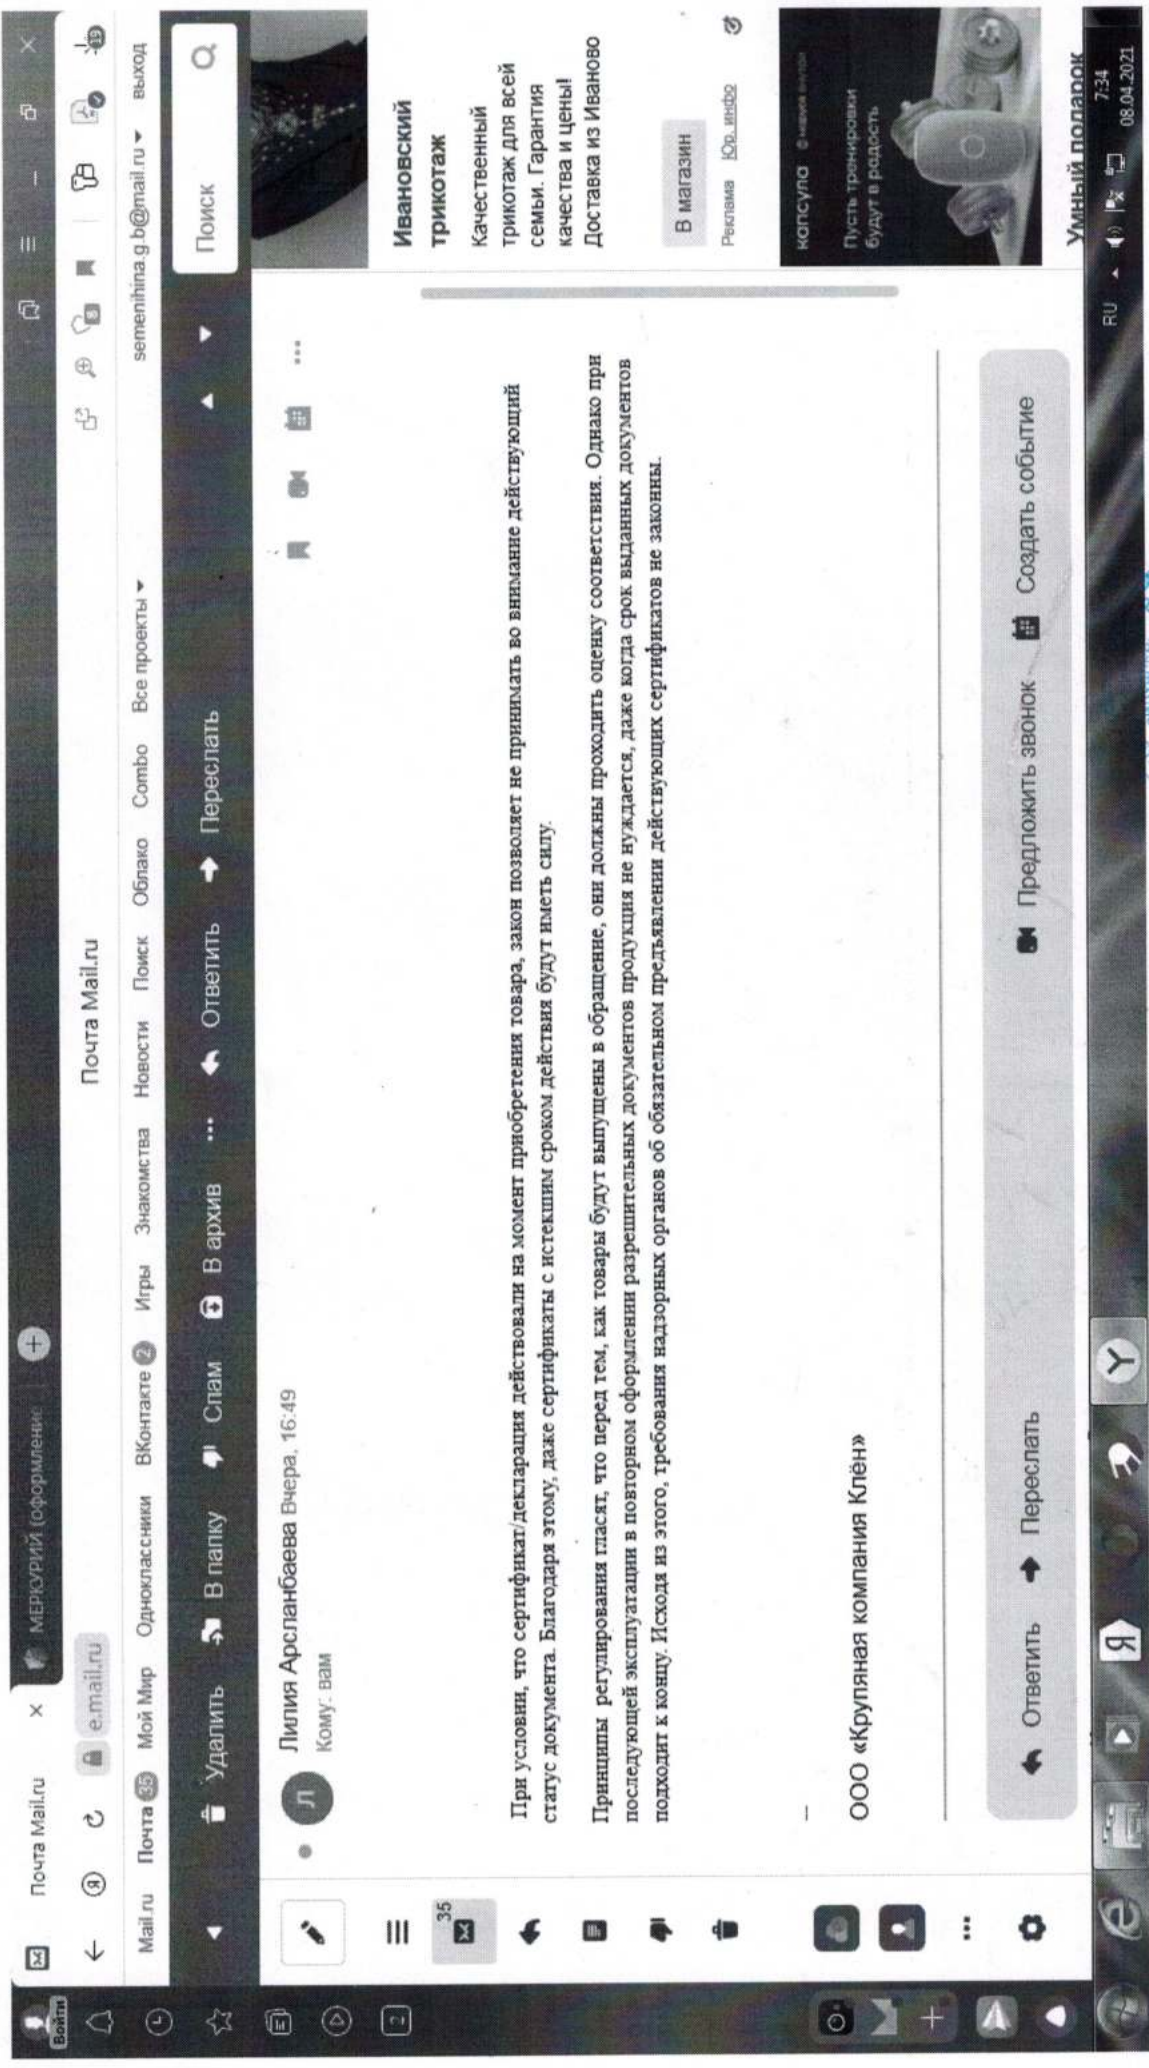 Войти
Почта Mail.ru ×
МЕРКУРИЙ (оформление
e.mail.ru
Почта Mail.ru
19
Mail.ru Почта 35 Мой Мир Одноклассники ВКонтакте 2 Игры Знакомства Новости Поиск Облако Combo Все проекты
semenihina.g.b@mail.ru выход
Удалить В папку Спам В архив ... Ответить Переслать
Поиск
Л
Лилия Арсланбаева Вчера, 16:49
Кому: вам
35
2
При условии, что сертификат/декларация действовали на момент приобретения товара, закон позволяет не принимать во внимание действующий
статус документа. Благодаря этому, даже сертификаты с истекшим сроком действия будут иметь силу.
Принципы регулирования гласят, что перед тем, как товары будут выпущены в обращение, они должны проходить оценку соответствия. Однако при
последующей эксплуатации в повторном оформлении разрешительных документов продукция не нуждается, даже когда срок выданных документов
подходит к концу. Исходя из этого, требования надзорных органов об обязательном предъявлении действующих сертификатов не законны.
--
ООО «Крупяная компания Клён»
Ответить Переслать Предложить звонок Создать событие
Ивановский
трикотаж
Качественный
трикотаж для всей
семьи. Гарантия
качества и цены!
Доставка из Иваново
В магазин
Реклама Юр. инфо
капсула
Пусть тренировки
будут в радость
Умный подарок
Я
Y
RU
7:34
08.04.2021